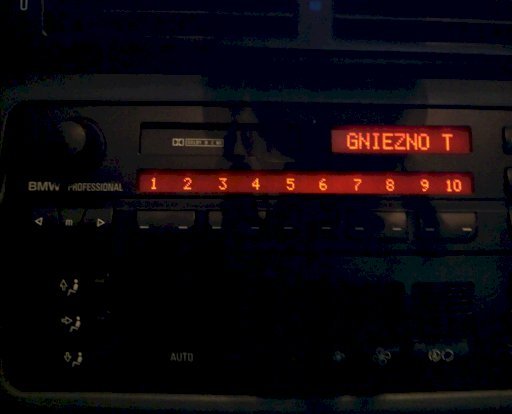 GNIEZNO T
1 2 3 4 5 6 7 8 9 10
BMW PROFESSIONAL
m
AUTO